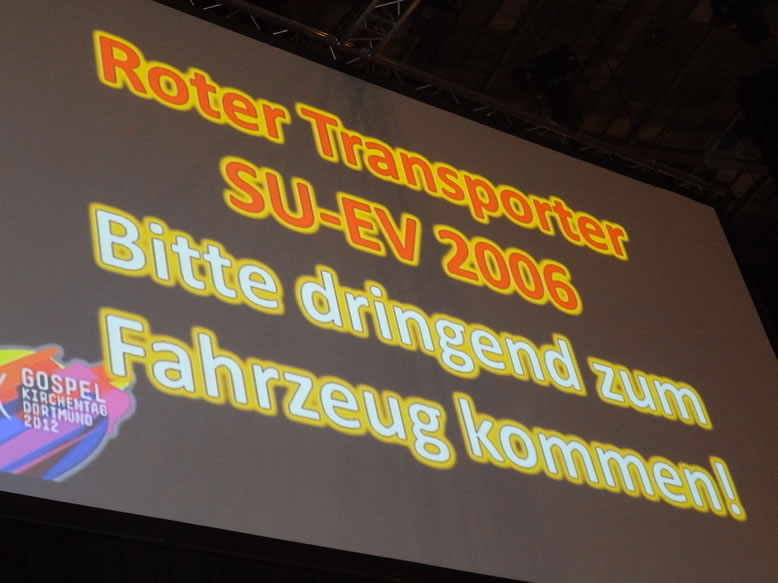 Roter Transporter
SU-EV 2006
Bitte dringend zum
Fahrzeug kommen!
GOSPEL
KIRCHENTAG
DORTMUND
2012